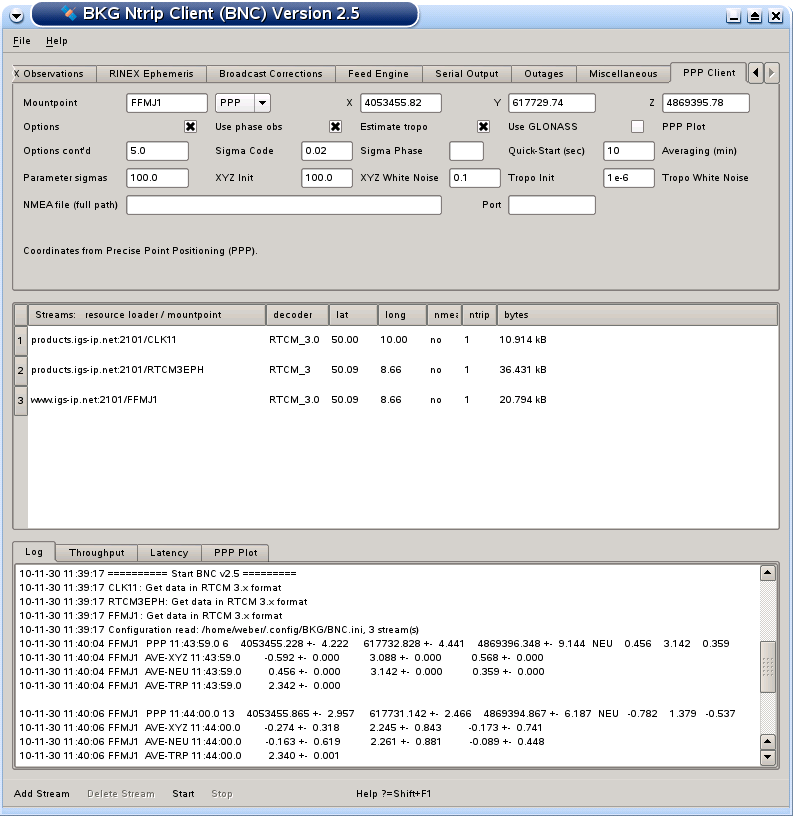 BKG Ntrip Client (BNC) Version 2.5
File Help
X Observations RINEX Ephemeris Broadcast Corrections Feed Engine Serial Output Outages Miscellaneous PPP Client
Mountpoint FFMJ1 PPP X 4053455.82 Y 617729.74 Z 4869395.78
Options Use phase obs Estimate tropo Use GLONASS PPP Plot
Options cont'd 5.0 Sigma Code 0.02 Sigma Phase Quick-Start (sec) 10 Averaging (min)
Parameter sigmas 100.0 XYZ Init 100.0 XYZ White Noise 0.1 Tropo Init 1e-6 Tropo White Noise
NMEA file (full path) Port
Coordinates from Precise Point Positioning (PPP).
Streams: resource loader / mountpoint decoder lat long nmea ntrip bytes
1 products.igs-ip.net:2101/CLK11 RTCM_3.0 50.00 10.00 no 1 10.914 kB
2 products.igs-ip.net:2101/RTCM3EPH RTCM_3 50.09 8.66 no 1 36.431 kB
3 www.igs-ip.net:2101/FFMJ1 RTCM_3.0 50.09 8.66 no 1 20.794 kB
Log Throughput Latency PPP Plot
10-11-30 11:39:17 ========== Start BNC v2.5 =========
10-11-30 11:39:17 CLK11: Get data in RTCM 3.x format
10-11-30 11:39:17 RTCM3EPH: Get data in RTCM 3.x format
10-11-30 11:39:17 FFMJ1: Get data in RTCM 3.x format
10-11-30 11:39:17 Configuration read: /home/weber/.config/BKG/BNC.ini, 3 stream(s)
10-11-30 11:40:04 FFMJ1 PPP 11:43:59.0 6 4053455.228 +- 4.222 617732.828 +- 4.441 4869396.348 +- 9.144 NEU 0.456 3.142 0.359
10-11-30 11:40:04 FFMJ1 AVE-XYZ 11:43:59.0 -0.592 +- 0.000 3.088 +- 0.000 0.568 +- 0.000
10-11-30 11:40:04 FFMJ1 AVE-NEU 11:43:59.0 0.456 +- 0.000 3.142 +- 0.000 0.359 +- 0.000
10-11-30 11:40:04 FFMJ1 AVE-TRP 11:43:59.0 2.342 +- 0.000
10-11-30 11:40:06 FFMJ1 PPP 11:44:00.0 13 4053455.865 +- 2.957 617731.142 +- 2.466 4869394.867 +- 6.187 NEU -0.782 1.379 -0.537
10-11-30 11:40:06 FFMJ1 AVE-XYZ 11:44:00.0 -0.274 +- 0.318 2.245 +- 0.843 -0.173 +- 0.741
10-11-30 11:40:06 FFMJ1 AVE-NEU 11:44:00.0 -0.163 +- 0.619 2.261 +- 0.881 -0.089 +- 0.448
10-11-30 11:40:06 FFMJ1 AVE-TRP 11:44:00.0 2.340 +- 0.001
Add Stream Delete Stream Start Stop Help ?=Shift+F1